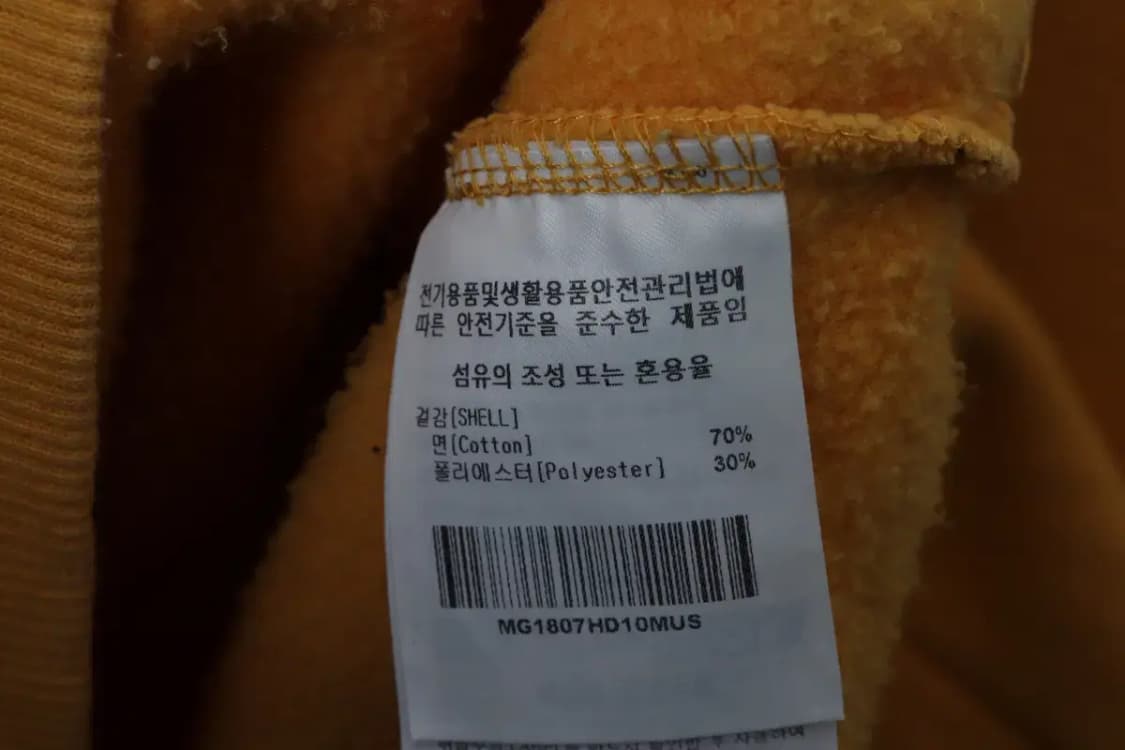 전기용품및생활용품안전관리법에
따른 안전기준을 준수한 제품임
섬유의 조성 또는 혼용율
겉감[SHELL]
면[Cotton] 70%
폴리에스터[Polyester] 30%
MG1807HD10MUS